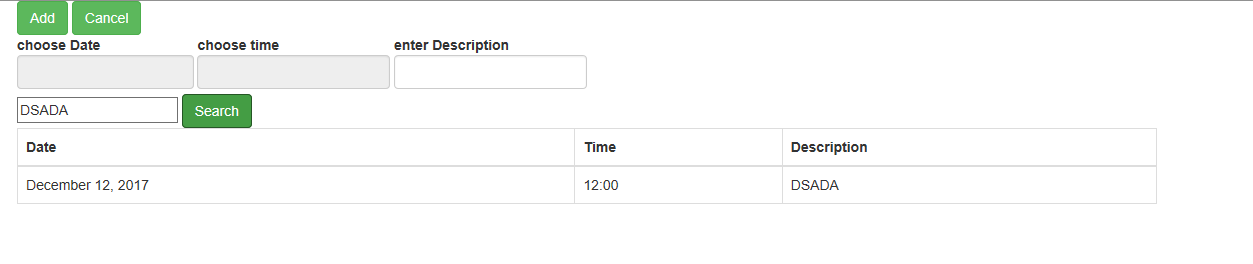 Add Cancel
choose Date choose time enter Description
DSADA Search
Date Time Description
December 12, 2017 12:00 DSADA